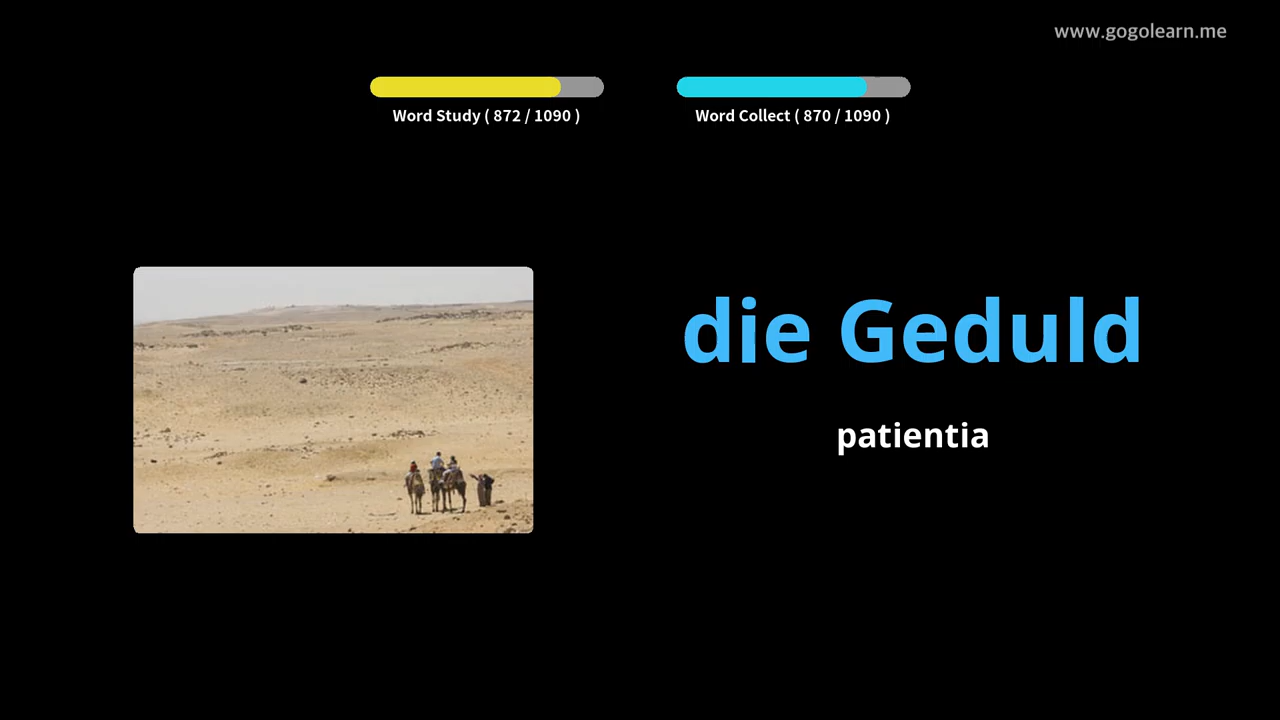 www.gogolearn.me
Word Study ( 872 / 1090 )
Word Collect ( 870 / 1090 )
die Geduld
patientia